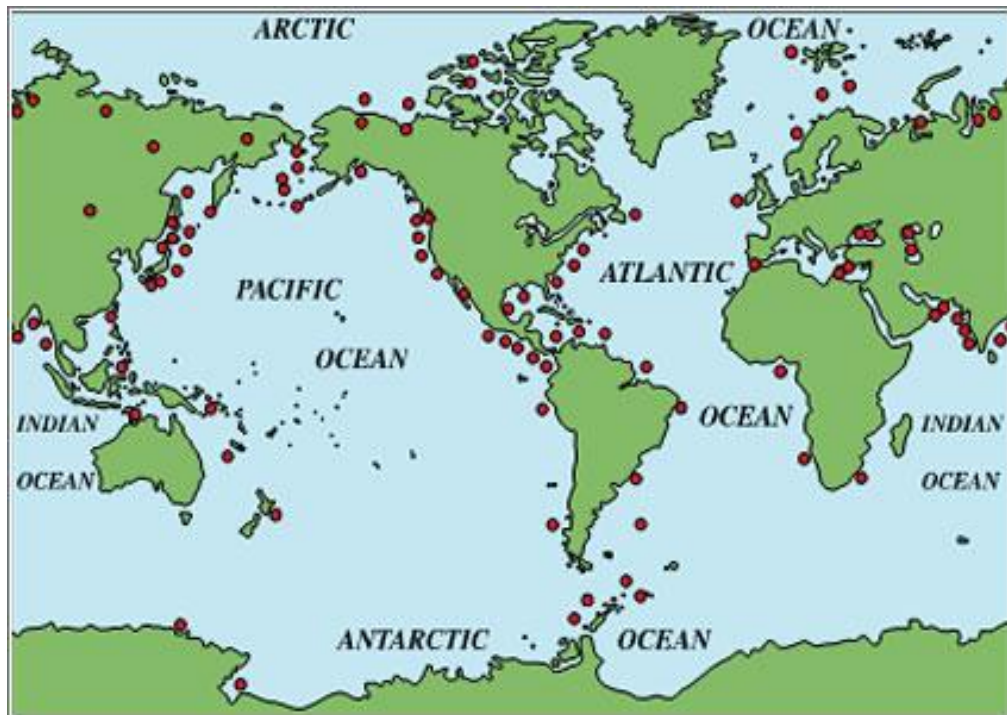 ARCTIC
OCEAN
PACIFIC
OCEAN
ATLANTIC
OCEAN
INDIAN
OCEAN
INDIAN
OCEAN
ANTARCTIC
OCEAN